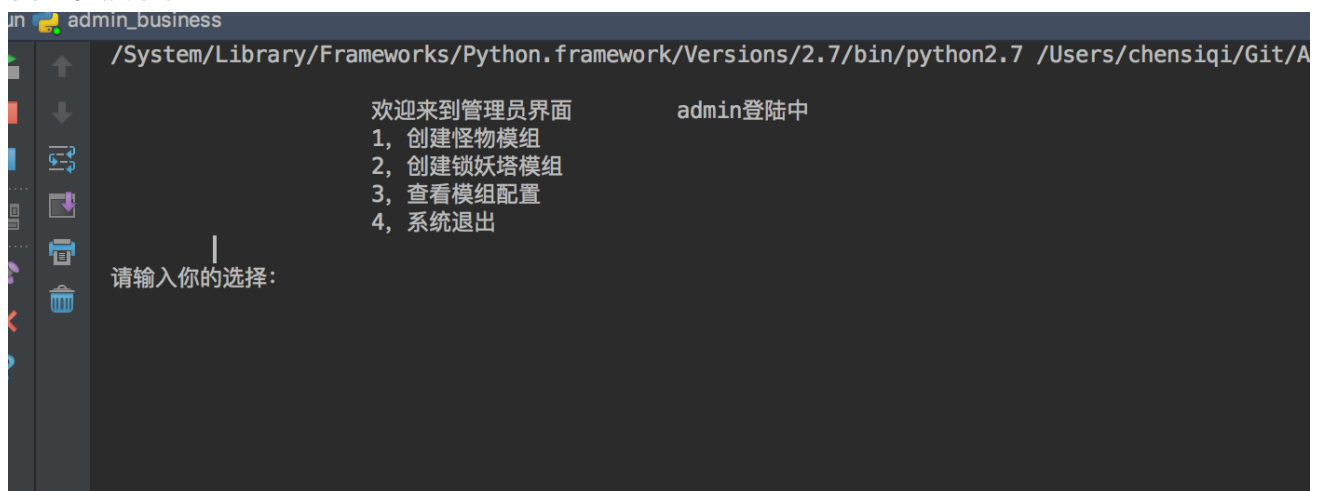 un admin_business
/System/Library/Frameworks/Python.framework/Versions/2.7/bin/python2.7 /Users/chensiqi/Git/A
欢迎来到管理员界面 admin登陆中
1, 创建怪物模组
2, 创建锁妖塔模组
3, 查看模组配置
4, 系统退出
请输入你的选择: